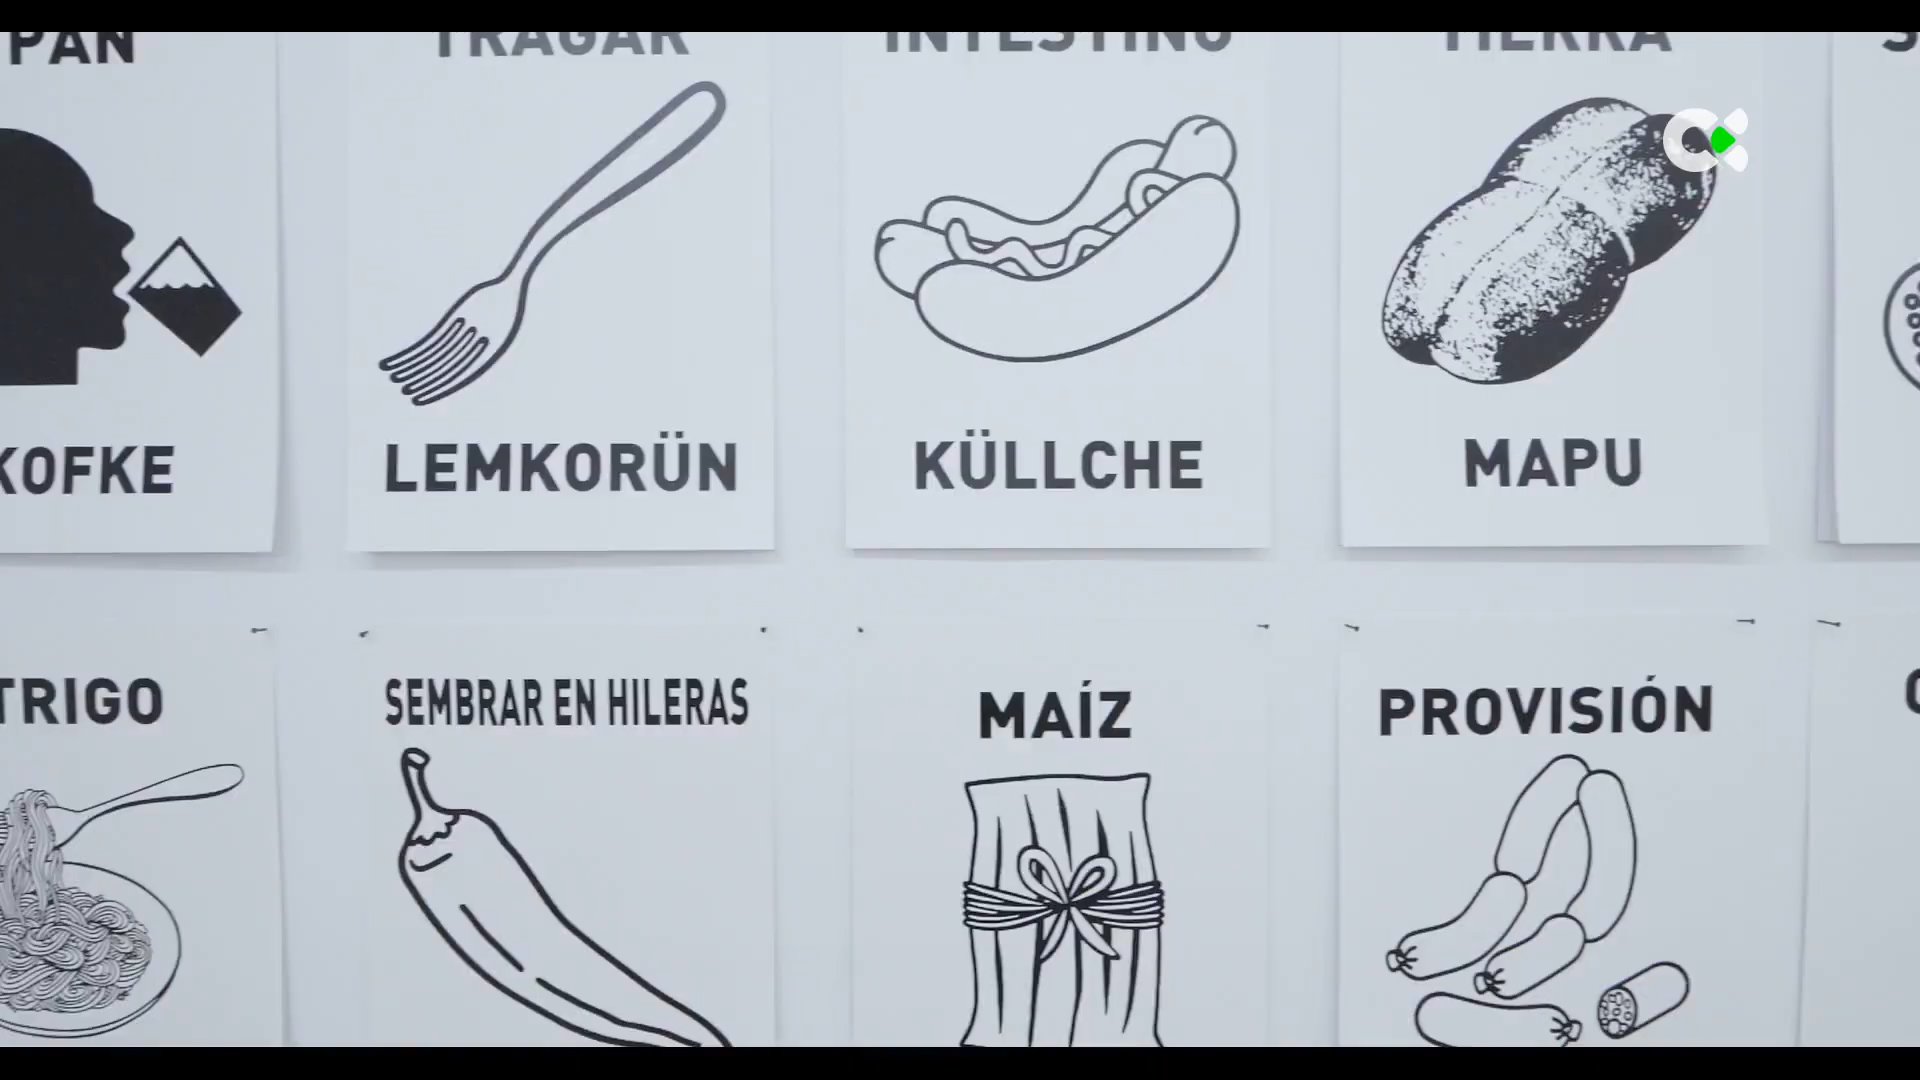 PAN
TRAGAR
INTESTINO
TIERRA
KOFKE
LEMKORÜN
KÜLLCHE
MAPU
TRIGO
SEMBRAR EN HILERAS
MAÍZ
PROVISIÓN